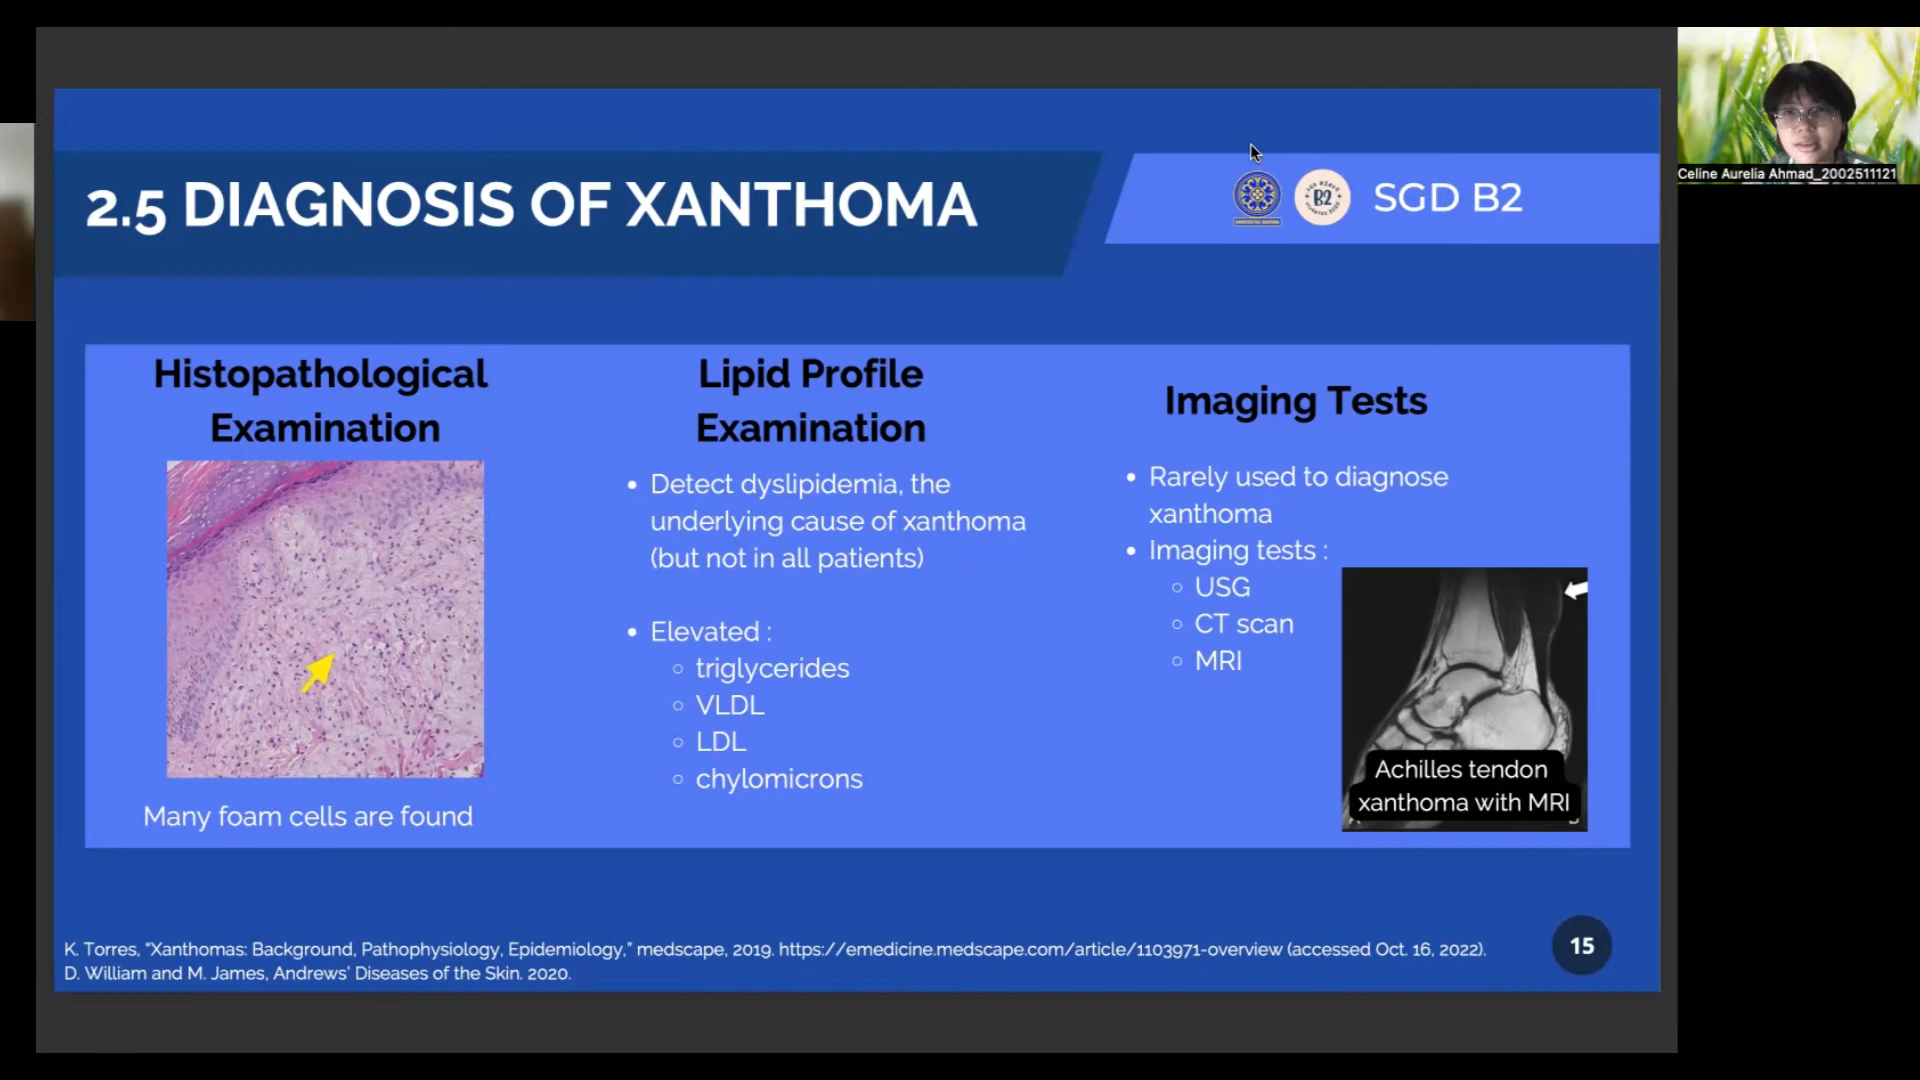 2.5 DIAGNOSIS OF XANTHOMA
B2
SGD B2
Celine Aurelia Ahmad_2002511121
Histopathological
Examination
Many foam cells are found
Lipid Profile
Examination
• Detect dyslipidemia, the
underlying cause of xanthoma
(but not in all patients)
• Elevated :
○ triglycerides
○ VLDL
○ LDL
○ chylomicrons
Imaging Tests
• Rarely used to diagnose
xanthoma
• Imaging tests :
○ USG
○ CT scan
○ MRI
Achilles tendon
xanthoma with MRI
K. Torres, “Xanthomas: Background, Pathophysiology, Epidemiology,” medscape, 2019. https://emedicine.medscape.com/article/1103971-overview (accessed Oct. 16, 2022).
D. William and M. James, Andrews’ Diseases of the Skin. 2020.
15